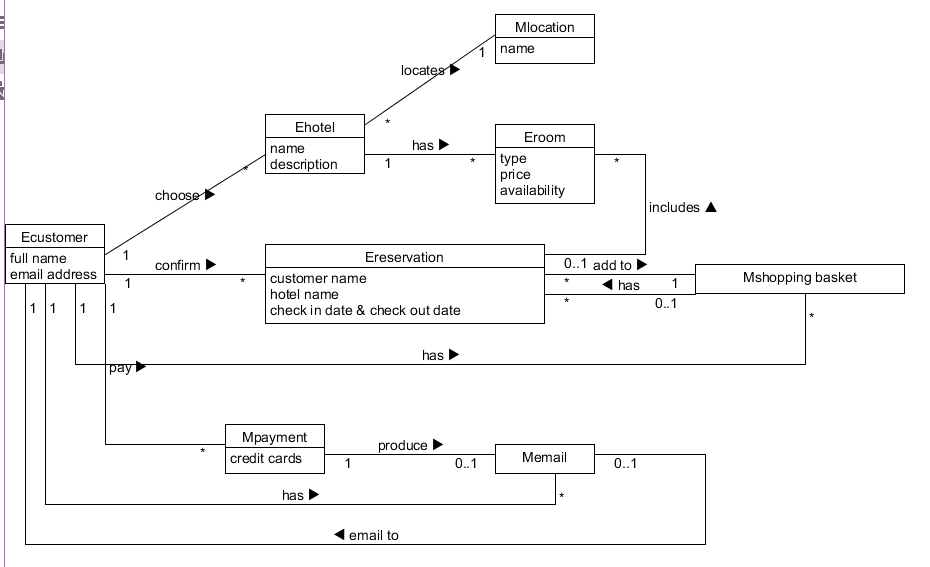 Mlocation
name
1
locates ▶
*
Ehotel
name
description
has ▶
1
*
Eroom
type
price
availability
*
includes ▲
*
choose ▶
1
Ecustomer
full name
email address
confirm ▶
1
*
Ereservation
customer name
hotel name
check in date & check out date
0..1
add to ▶
*
1
◀ has
*
0..1
Mshopping basket
*
1
1
1
1
has ▶
pay ▶
*
Mpayment
credit cards
produce ▶
1
0..1
Memail
0..1
*
has ▶
◀ email to